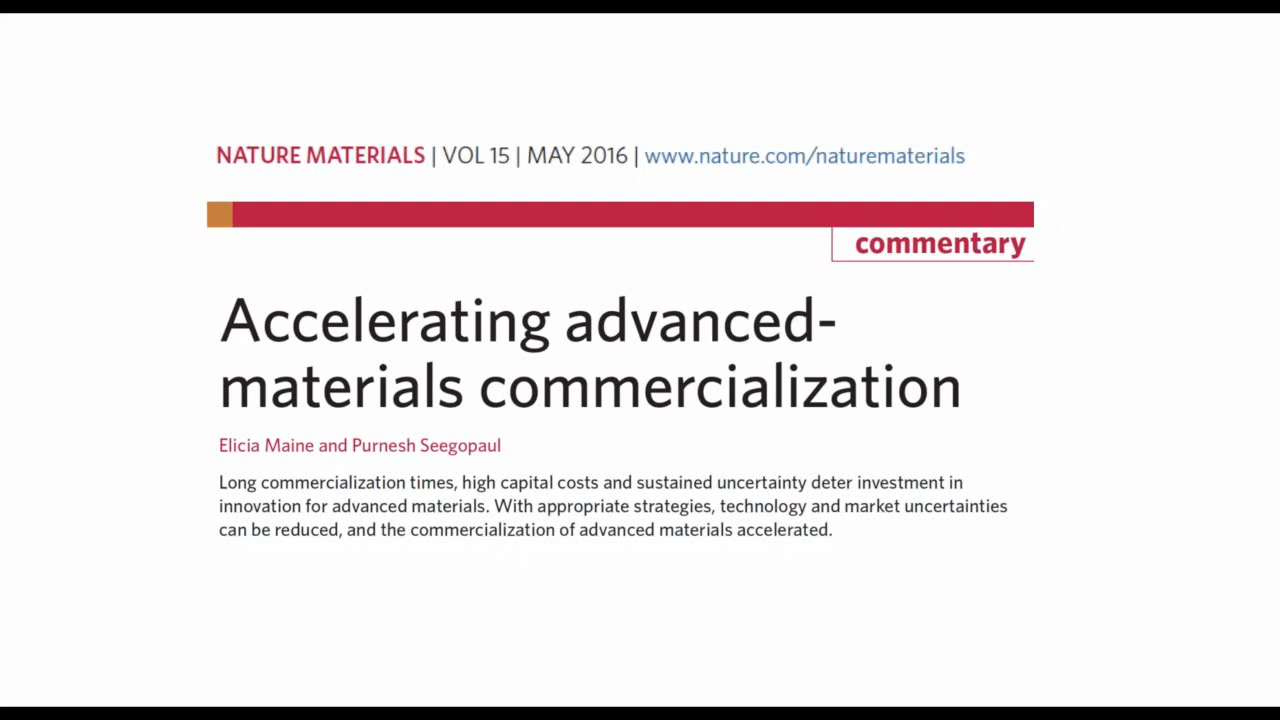 NATURE MATERIALS | VOL 15 | MAY 2016 | www.nature.com/naturematerials
commentary
Accelerating advanced-
materials commercialization
Elicia Maine and Purnesh Seegopaul
Long commercialization times, high capital costs and sustained uncertainty deter investment in
innovation for advanced materials. With appropriate strategies, technology and market uncertainties
can be reduced, and the commercialization of advanced materials accelerated.